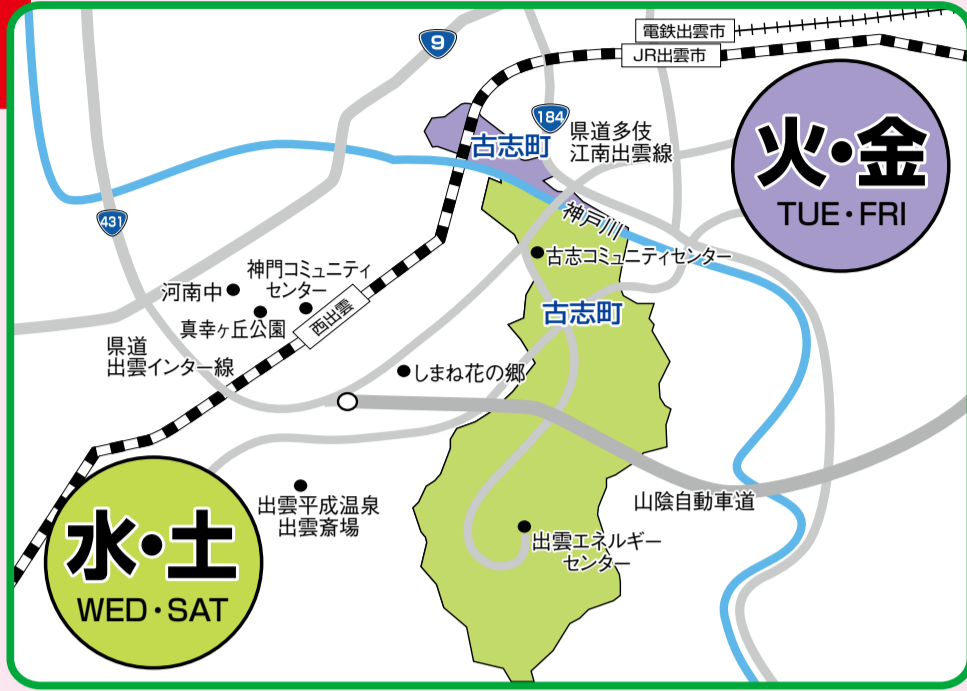 電鉄出雲市
JR出雲市
9
184
古志町
県道多伎
江南出雲線
火・金
TUE・FRI
431
神戸川
古志コミュニティセンター
神門コミュニティ
センター
河南中
真幸ヶ丘公園
西出雲
古志町
県道
出雲インター線
しまね花の郷
出雲平成温泉
出雲斎場
山陰自動車道
水・土
WED・SAT
出雲エネルギー
センター